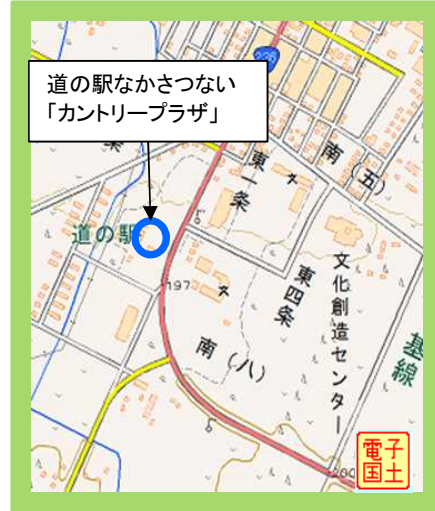 道の駅なかさつない
「カントリープラザ」
東一条
南(五)
道の駅
197
東四条
文化創造センター
南(八)
基線
200
電子
国土